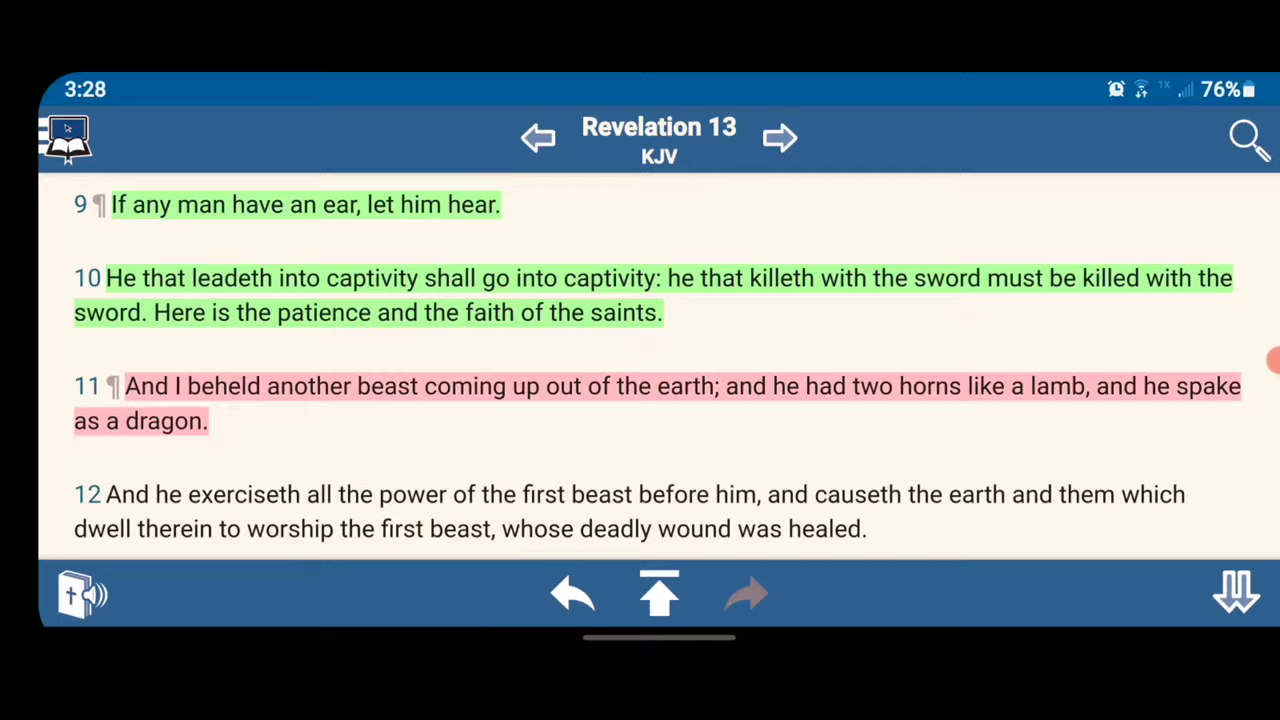 3:28
1X 76%
Revelation 13
KJV
9 ¶ If any man have an ear, let him hear.
10 He that leadeth into captivity shall go into captivity: he that killeth with the sword must be killed with the
sword. Here is the patience and the faith of the saints.
11 ¶ And I beheld another beast coming up out of the earth; and he had two horns like a lamb, and he spake
as a dragon.
12 And he exerciseth all the power of the first beast before him, and causeth the earth and them which
dwell therein to worship the first beast, whose deadly wound was healed.